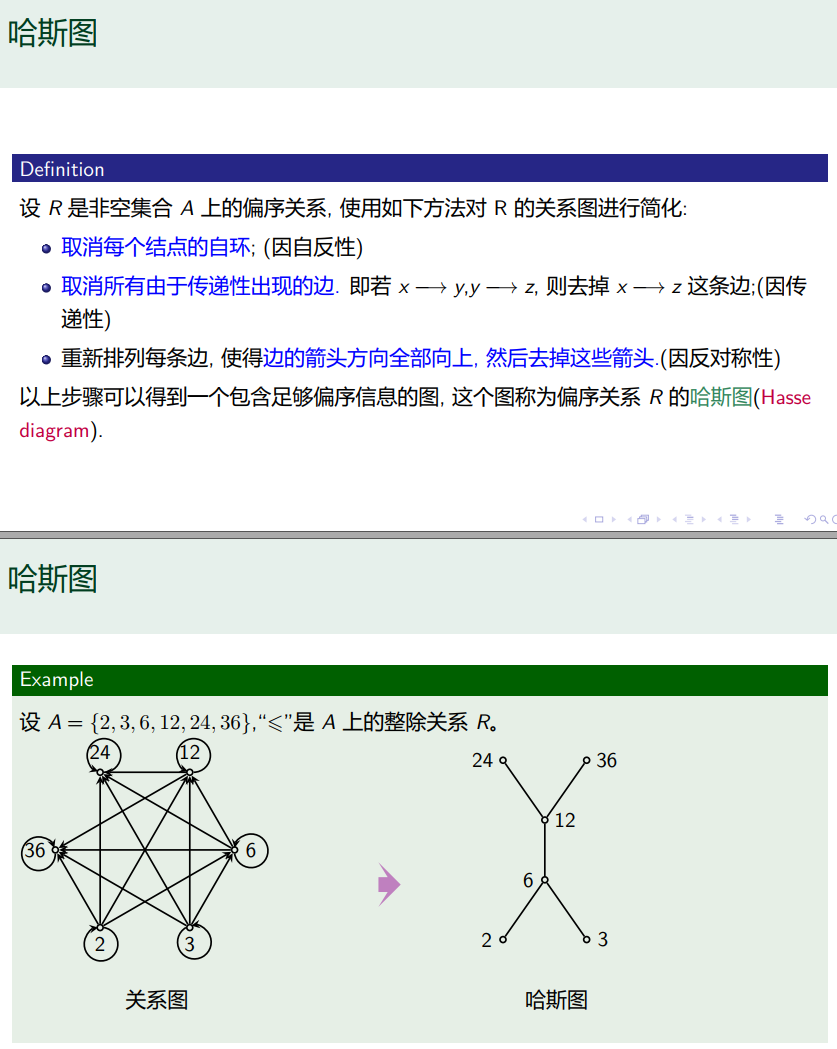 哈斯图
Definition
设 R 是非空集合 A 上的偏序关系, 使用如下方法对 R 的关系图进行简化:
取消每个结点的自环; (因自反性)
取消所有由于传递性出现的边. 即若 x ⟶ y,y ⟶ z, 则去掉 x ⟶ z 这条边;(因传
递性)
重新排列每条边, 使得边的箭头方向全部向上, 然后去掉这些箭头.(因反对称性)
以上步骤可以得到一个包含足够偏序信息的图, 这个图称为偏序关系 R 的哈斯图(Hasse
diagram).
哈斯图
Example
设 A = {2, 3, 6, 12, 24, 36},“⩽”是 A 上的整除关系 R。
24
12
36
6
2
3
关系图
24
36
12
6
2
3
哈斯图